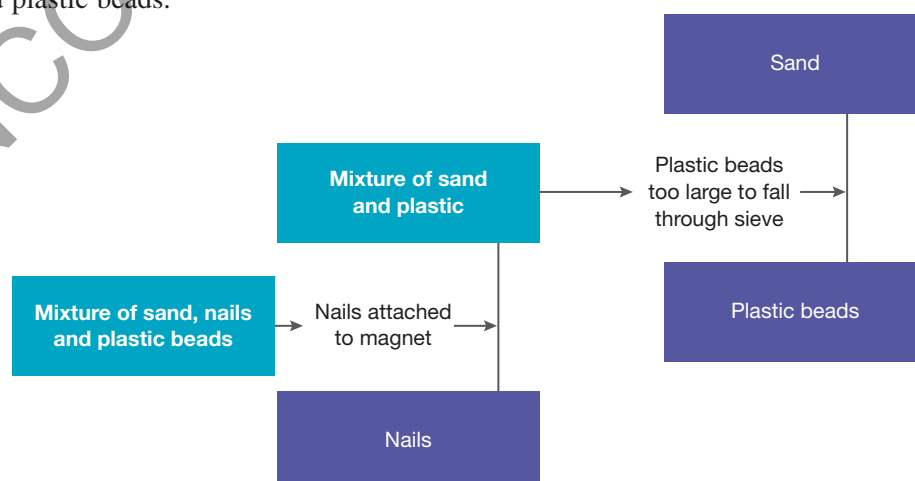 plastic beads.
Sand
Mixture of sand
and plastic
Plastic beads
too large to fall
through sieve
Mixture of sand, nails
and plastic beads
Nails attached
to magnet
Plastic beads
Nails